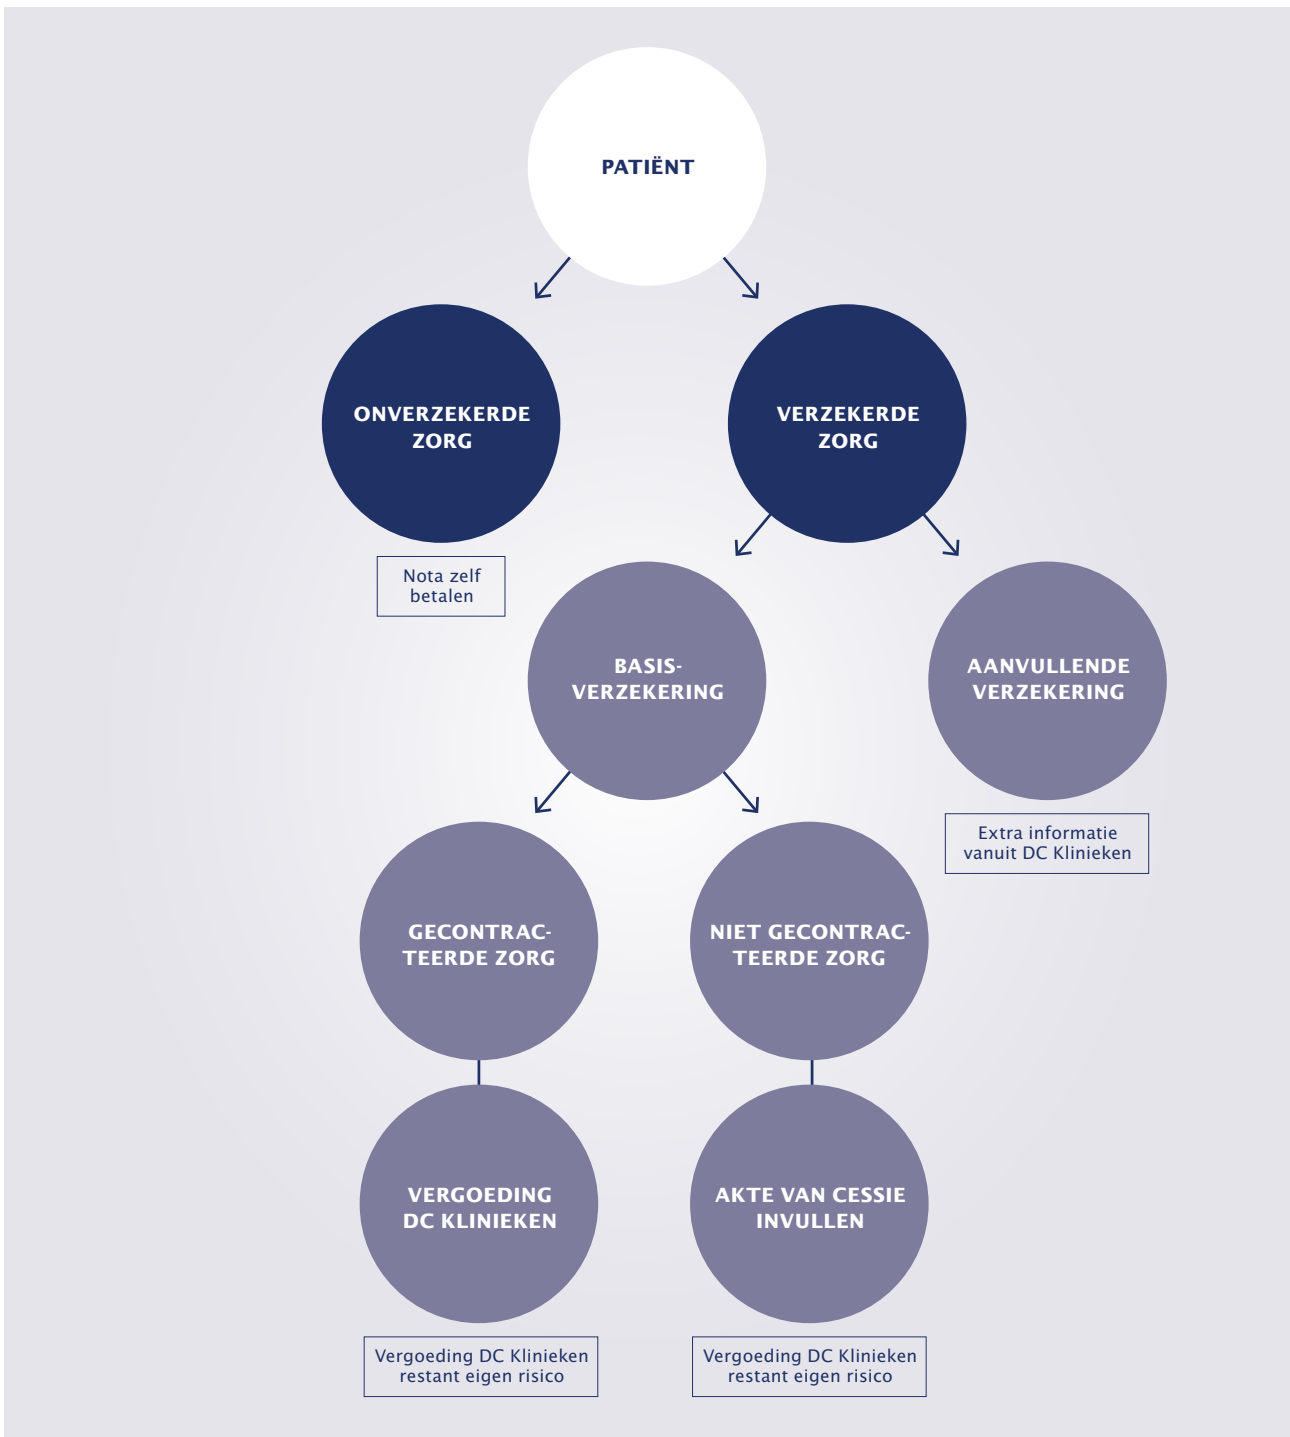 PATIËNT
ONVERZEKERDE
ZORG
VERZEKERDE
ZORG
Nota zelf
betalen
BASIS-
VERZEKERING
AANVULLENDE
VERZEKERING
Extra informatie
vanuit DC Klinieken
GECONTRAC-
TEERDE ZORG
NIET GECONTRAC-
TEERDE ZORG
VERGOEDING
DC KLINIEKEN
AKTE VAN CESSIE
INVULLEN
Vergoeding DC Klinieken
restant eigen risico
Vergoeding DC Klinieken
restant eigen risico